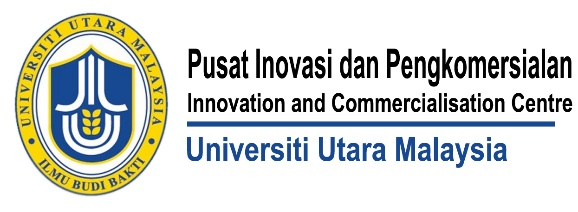 UNIVERSITI UTARA MALAYSIA
ILMU BUDI BAKTI
Pusat Inovasi dan Pengkomersialan
Innovation and Commercialisation Centre
Universiti Utara Malaysia